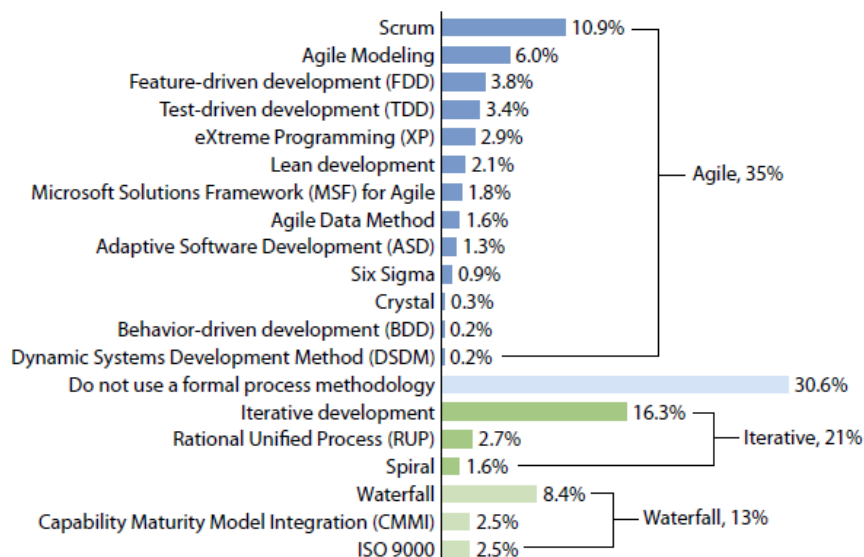 Scrum 10.9%
Agile Modeling 6.0%
Feature-driven development (FDD) 3.8%
Test-driven development (TDD) 3.4%
eXtreme Programming (XP) 2.9%
Lean development 2.1%
Agile, 35%
Microsoft Solutions Framework (MSF) for Agile 1.8%
Agile Data Method 1.6%
Adaptive Software Development (ASD) 1.3%
Six Sigma 0.9%
Crystal 0.3%
Behavior-driven development (BDD) 0.2%
Dynamic Systems Development Method (DSDM) 0.2%
Do not use a formal process methodology 30.6%
Iterative development 16.3%
Rational Unified Process (RUP) 2.7%
Iterative, 21%
Spiral 1.6%
Waterfall 8.4%
Capability Maturity Model Integration (CMMI) 2.5%
Waterfall, 13%
ISO 9000 2.5%